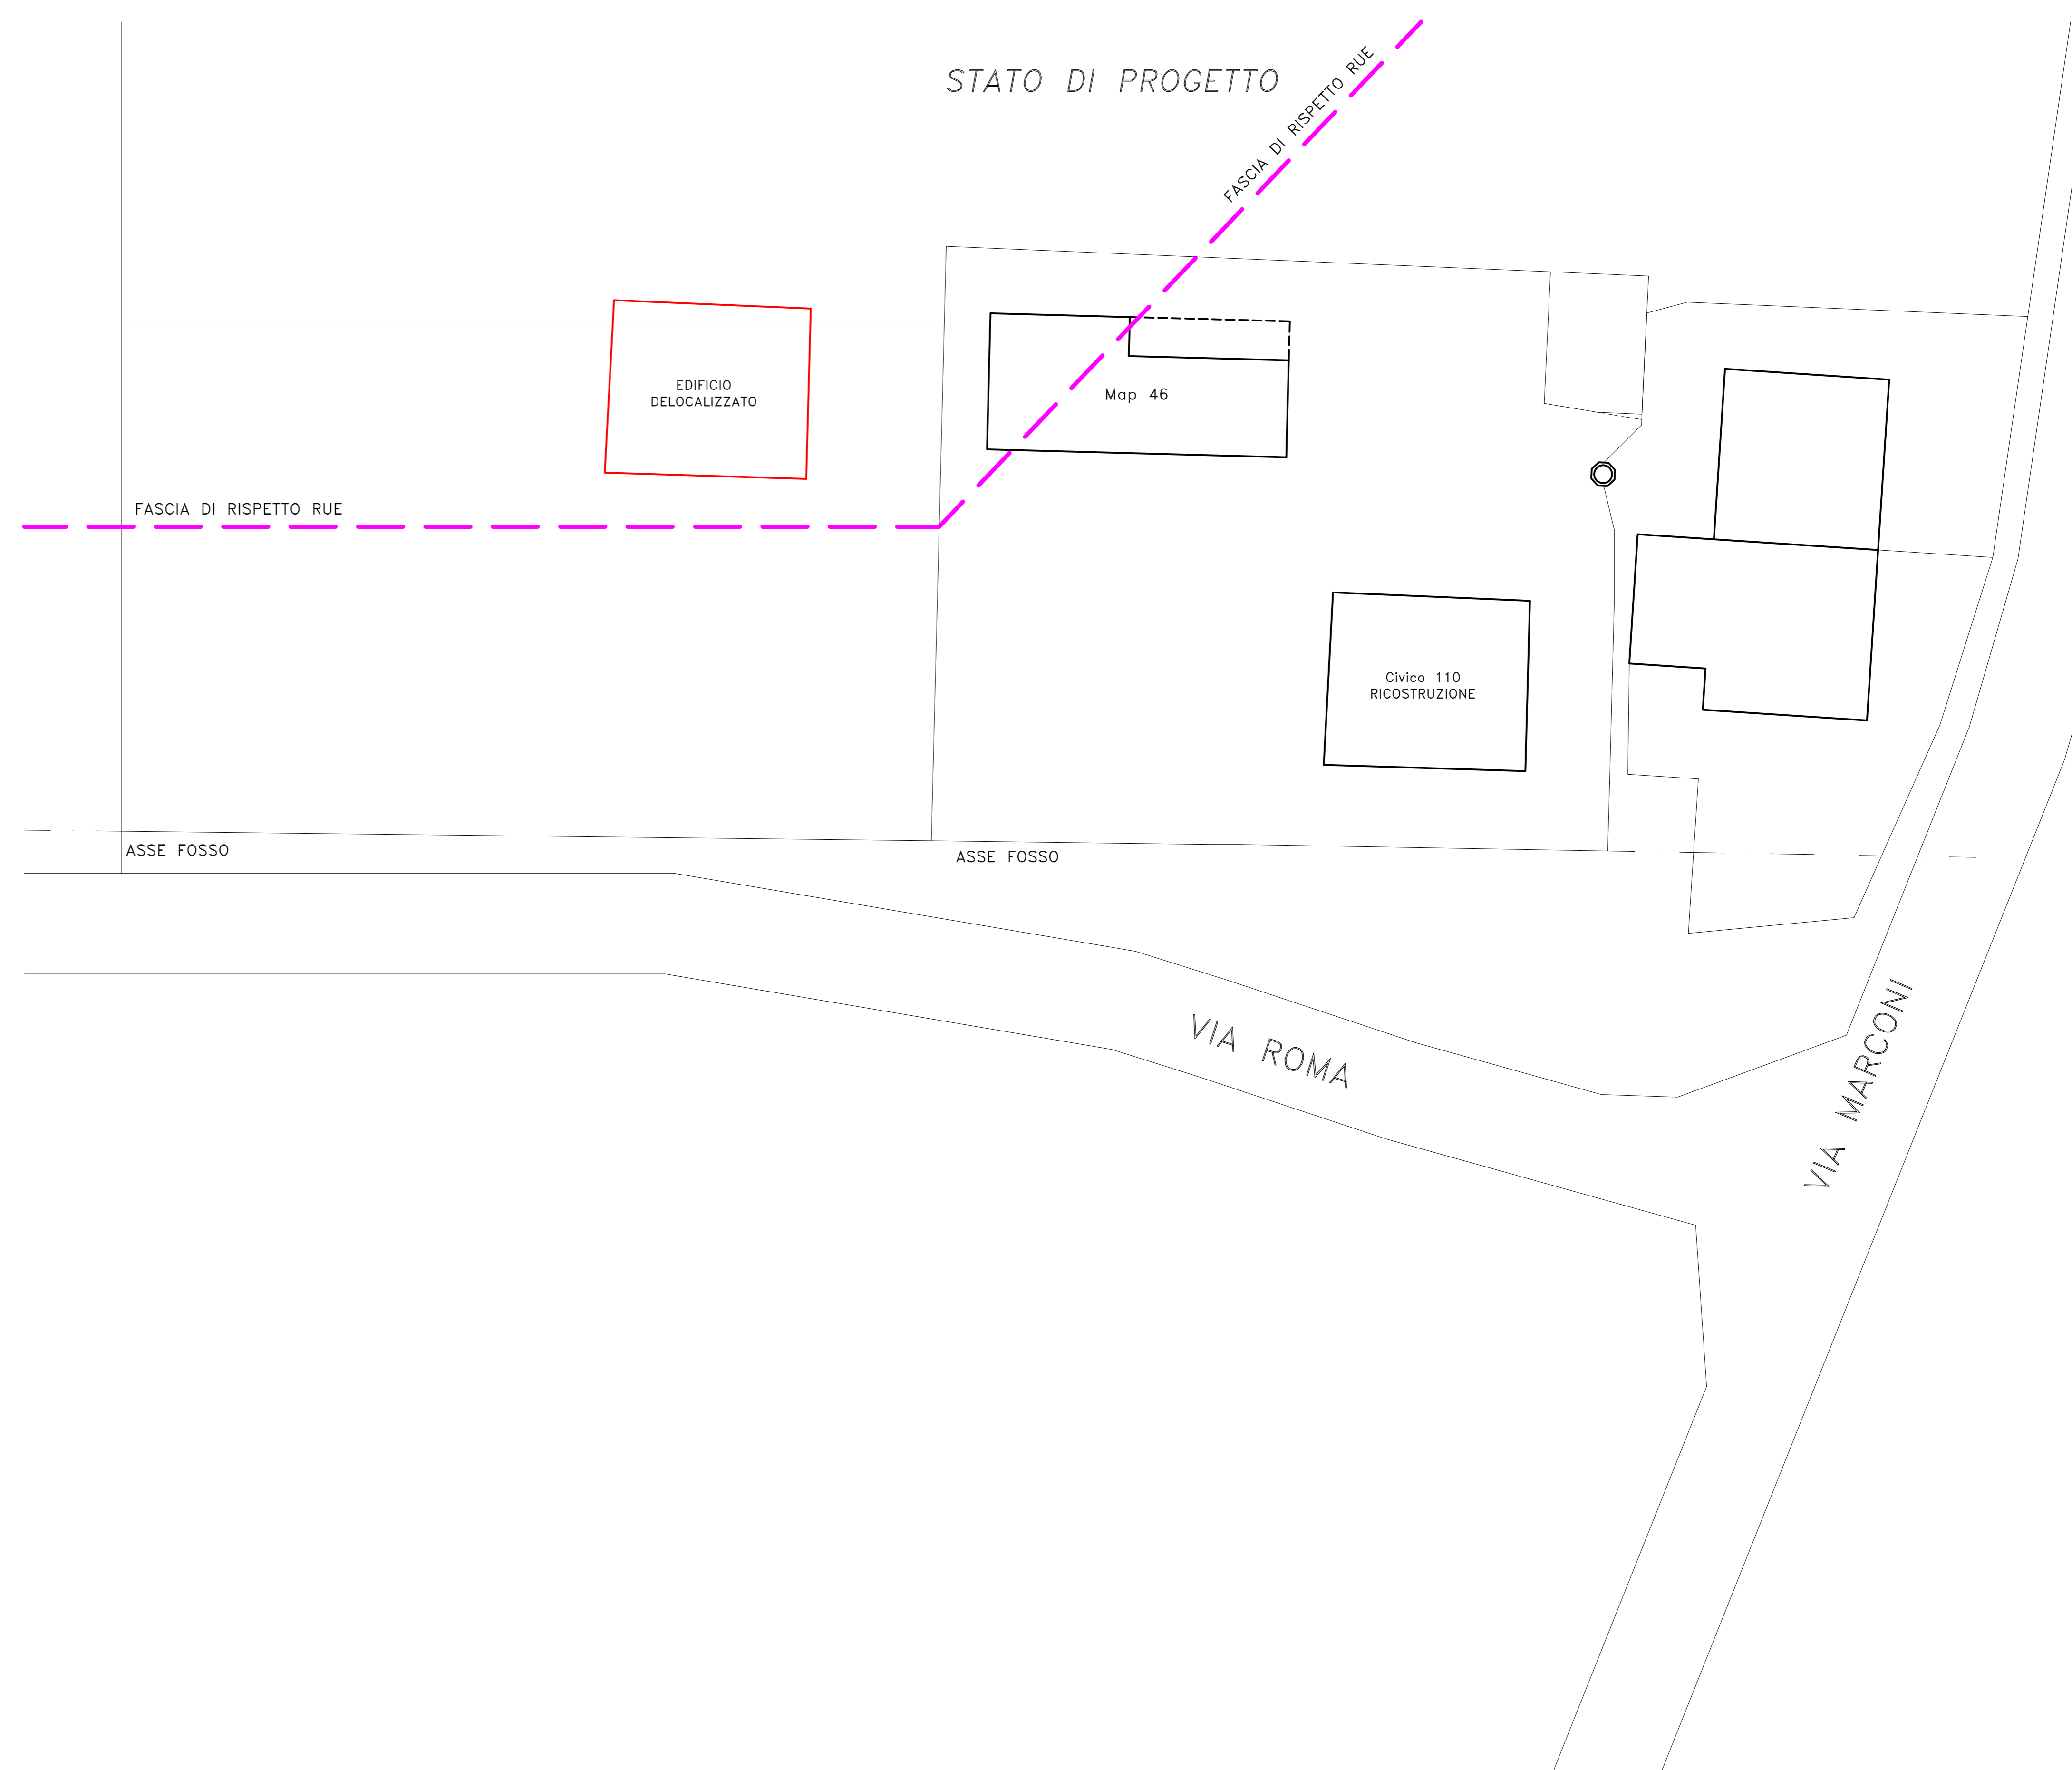 STATO DI PROGETTO
FASCIA DI RISPETTO RUE
EDIFICIO
DELOCALIZZATO
Map 46
FASCIA DI RISPETTO RUE
Civico 110
RICOSTRUZIONE
ASSE FOSSO
ASSE FOSSO
VIA ROMA
VIA MARCONI